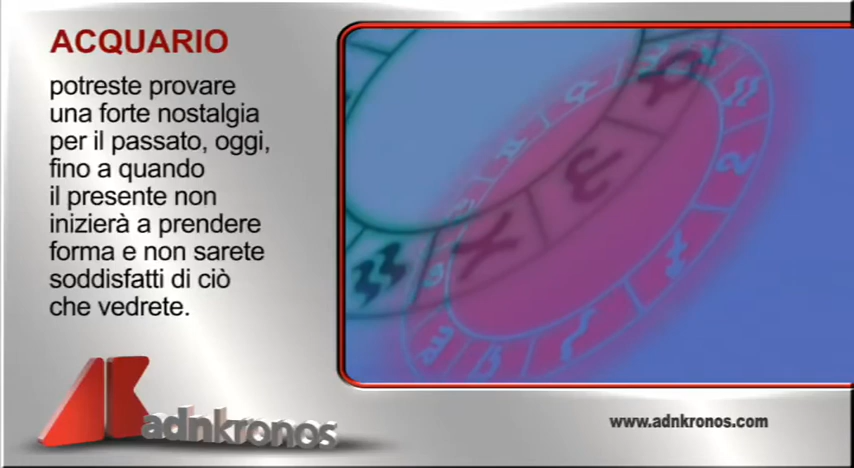 ACQUARIO
potreste provare
una forte nostalgia
per il passato, oggi,
fino a quando
il presente non
inizierà a prendere
forma e non sarete
soddisfatti di ciò
che vedrete.
adnkronos
www.adnkronos.com